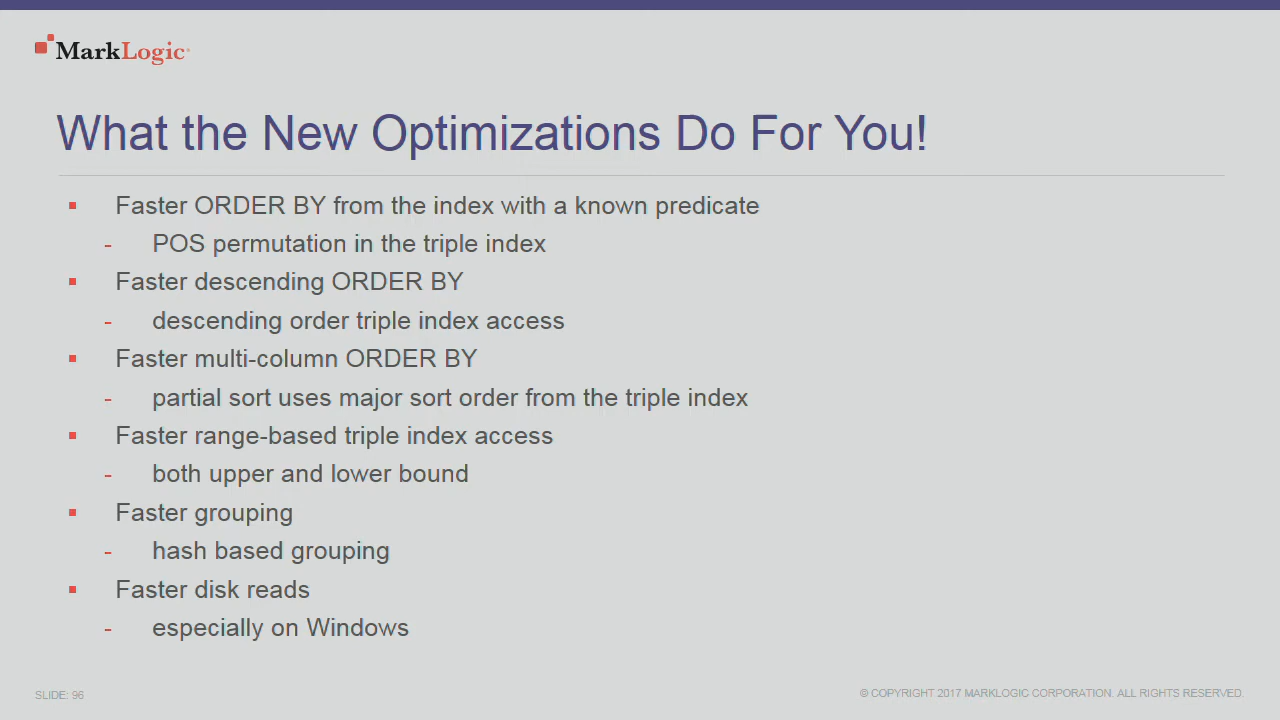 MarkLogic
What the New Optimizations Do For You!
Faster ORDER BY from the index with a known predicate
- POS permutation in the triple index
Faster descending ORDER BY
- descending order triple index access
Faster multi-column ORDER BY
- partial sort uses major sort order from the triple index
Faster range-based triple index access
- both upper and lower bound
Faster grouping
- hash based grouping
Faster disk reads
- especially on Windows
SLIDE: 96
© COPYRIGHT 2017 MARKLOGIC CORPORATION. ALL RIGHTS RESERVED.